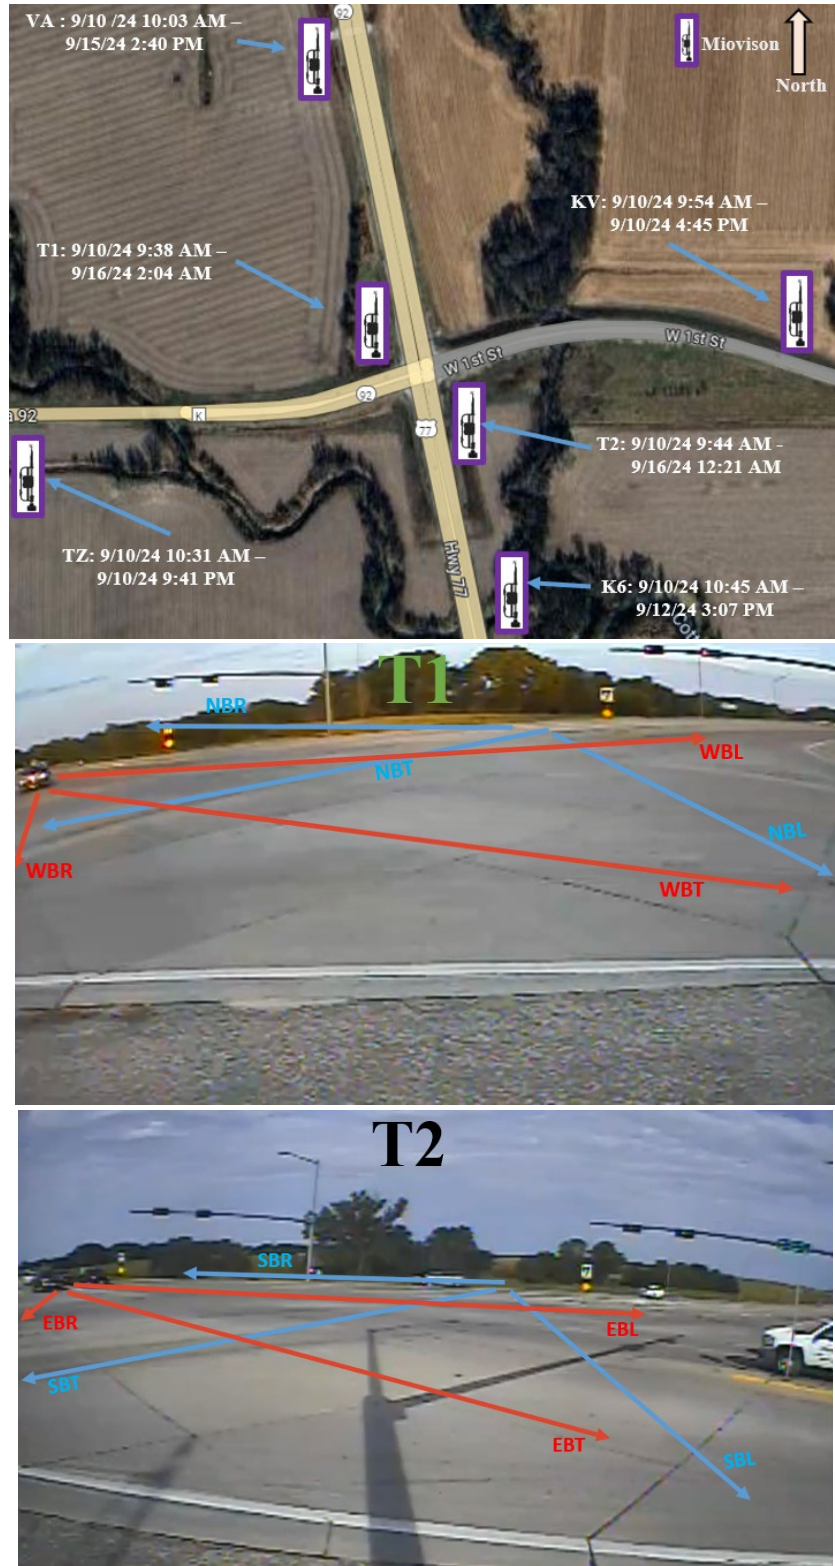 VA : 9/10 /24 10:03 AM –
9/15/24 2:40 PM
92
Miovison
North
KV: 9/10/24 9:54 AM –
9/10/24 4:45 PM
T1: 9/10/24 9:38 AM –
9/16/24 2:04 AM
W 1st St
W 1st St
92
a 92
K
77
T2: 9/10/24 9:44 AM -
9/16/24 12:21 AM
TZ: 9/10/24 10:31 AM –
9/10/24 9:41 PM
Hwy 77
K6: 9/10/24 10:45 AM –
9/12/24 3:07 PM
Cott
T1
NBR
WBL
NBT
NBL
WBR
WBT
T2
SBR
EBR
EBL
SBT
EBT
SBL